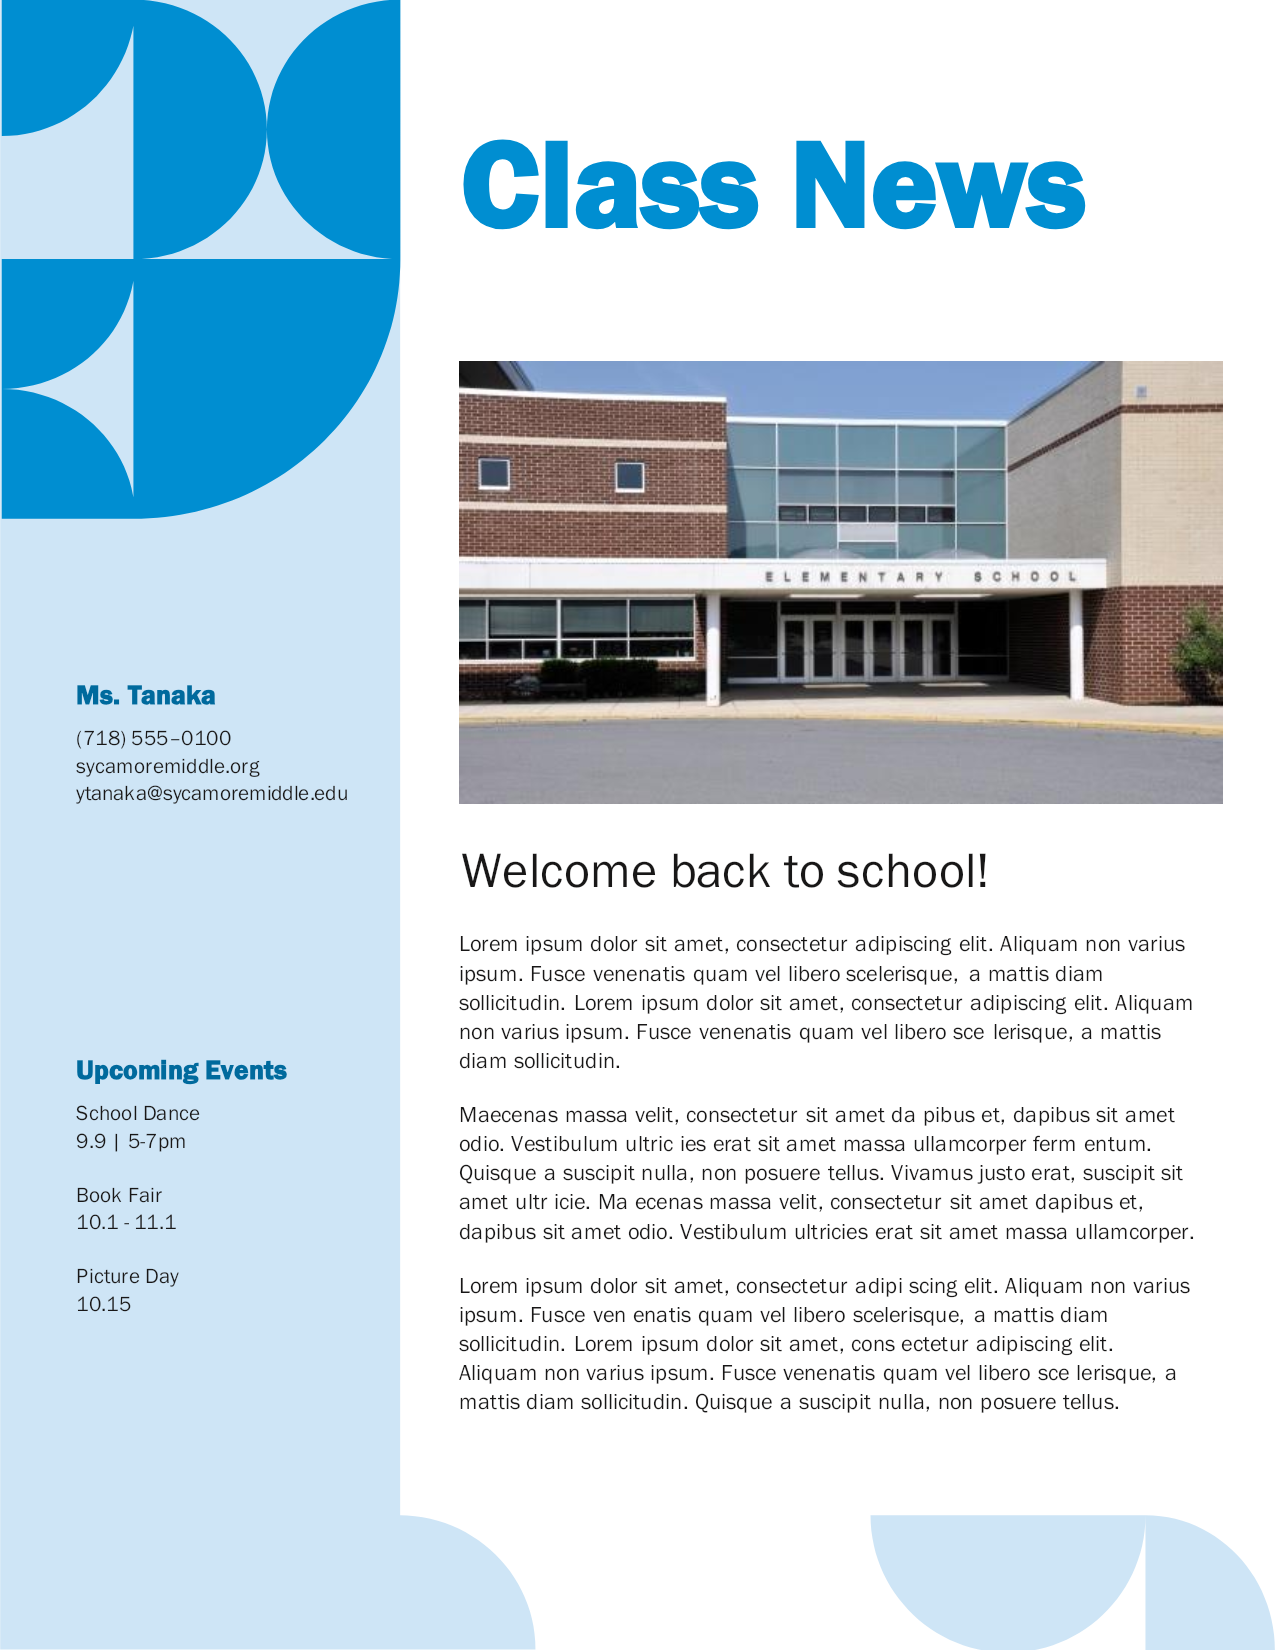 Class News
ELEMENTARY SCHOOL
Ms. Tanaka
(718) 555–0100
sycamoremiddle.org
ytanaka@sycamoremiddle.edu
Upcoming Events
School Dance
9.9 | 5-7pm
Book Fair
10.1 - 11.1
Picture Day
10.15
Welcome back to school!
Lorem ipsum dolor sit amet, consectetur adipiscing elit. Aliquam non varius
ipsum. Fusce venenatis quam vel libero scelerisque, a mattis diam
sollicitudin. Lorem ipsum dolor sit amet, consectetur adipiscing elit. Aliquam
non varius ipsum. Fusce venenatis quam vel libero sce lerisque, a mattis
diam sollicitudin.
Maecenas massa velit, consectetur sit amet da pibus et, dapibus sit amet
odio. Vestibulum ultric ies erat sit amet massa ullamcorper ferm entum.
Quisque a suscipit nulla, non posuere tellus. Vivamus justo erat, suscipit sit
amet ultr icie. Ma ecenas massa velit, consectetur sit amet dapibus et,
dapibus sit amet odio. Vestibulum ultricies erat sit amet massa ullamcorper.
Lorem ipsum dolor sit amet, consectetur adipi scing elit. Aliquam non varius
ipsum. Fusce ven enatis quam vel libero scelerisque, a mattis diam
sollicitudin. Lorem ipsum dolor sit amet, cons ectetur adipiscing elit.
Aliquam non varius ipsum. Fusce venenatis quam vel libero sce lerisque, a
mattis diam sollicitudin. Quisque a suscipit nulla, non posuere tellus.